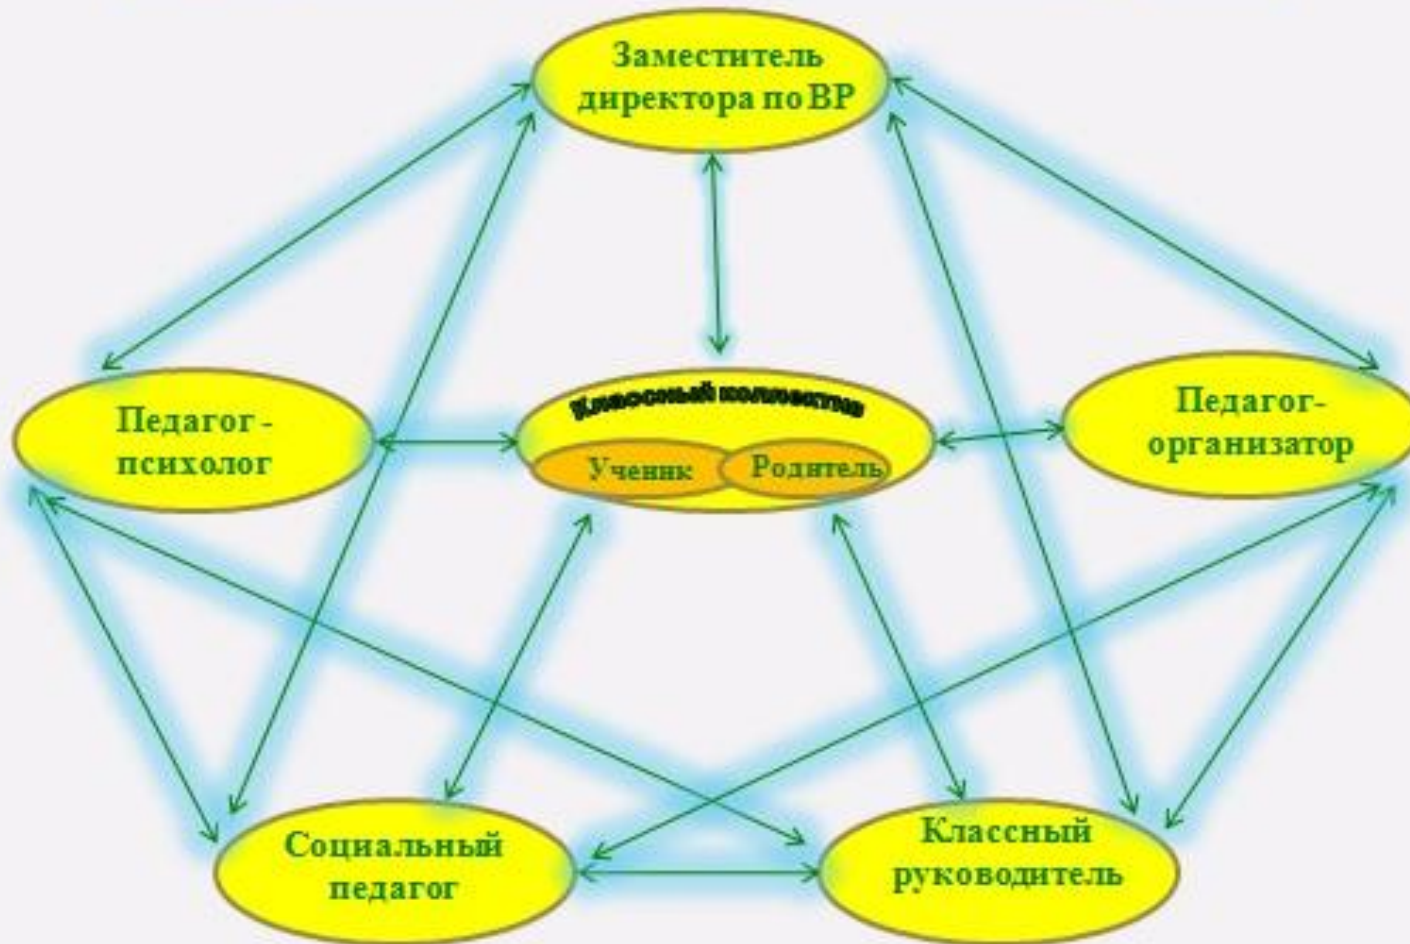 Заместитель
директора по ВР
Педагог -
психолог
Классный коллектив
Ученик
Родитель
Педагог-
организатор
Социальный
педагог
Классный
руководитель